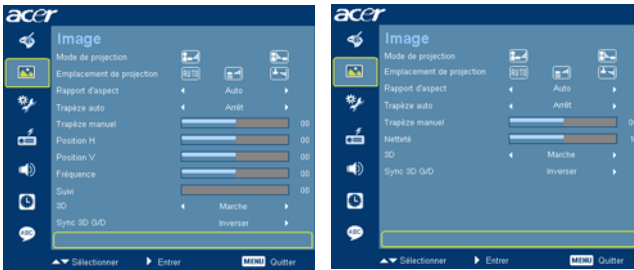 acer
Image
Mode de projection
Emplacement de projection AUTO
Rapport d'aspect Auto
Trapèze auto Arrêt
Trapèze manuel 00
Position H. 00
Position V. 00
Fréquence 00
Suivi 00
3D Marche
Sync 3D G/D Inverser
ABC
Sélectionner Entrer MENU Quitter
acer
Image
Mode de projection
Emplacement de projection AUTO
Rapport d'aspect Auto
Trapèze auto Arrêt
Trapèze manuel
Netteté
3D Marche
Sync 3D G/D Inverser
ABC
Sélectionner Entrer MENU Quitter